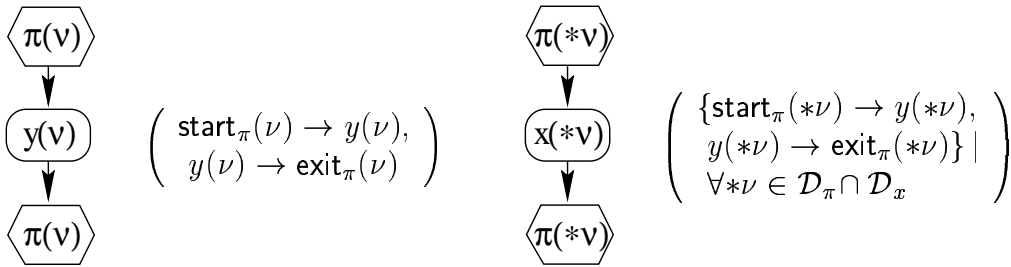 π(ν)
y(ν)
π(ν)
start_π(ν) → y(ν),
y(ν) → exit_π(ν)
π(*ν)
x(*ν)
π(*ν)
{start_π(*ν) → y(*ν),
y(*ν) → exit_π(*ν)} |
∀*ν ∈ 𝒟_π ∩ 𝒟_x